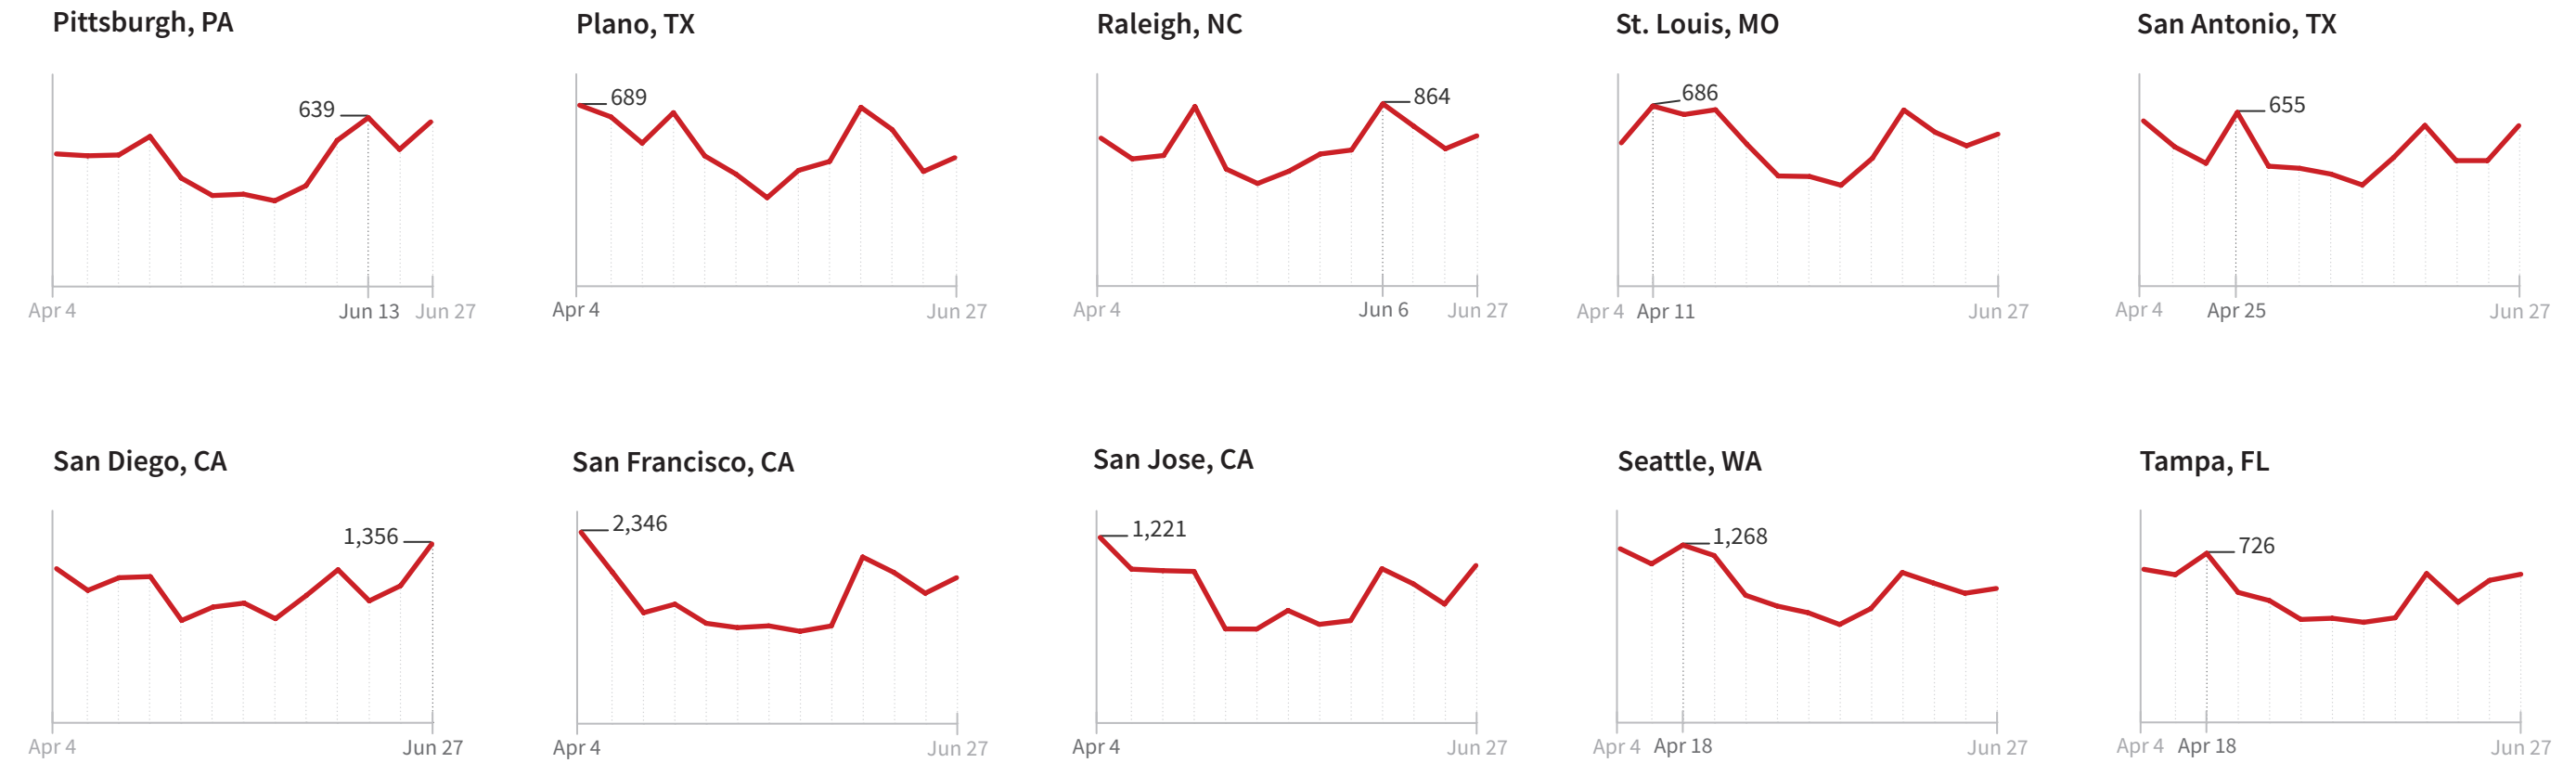 Pittsburgh, PA
639
Apr 4 Jun 13 Jun 27
Plano, TX
689
Apr 4 Jun 27
Raleigh, NC
864
Apr 4 Jun 6 Jun 27
St. Louis, MO
686
Apr 4 Apr 11 Jun 27
San Antonio, TX
655
Apr 4 Apr 25 Jun 27
San Diego, CA
1,356
Apr 4 Jun 27
San Francisco, CA
2,346
Apr 4 Jun 27
San Jose, CA
1,221
Apr 4 Jun 27
Seattle, WA
1,268
Apr 4 Apr 18 Jun 27
Tampa, FL
726
Apr 4 Apr 18 Jun 27